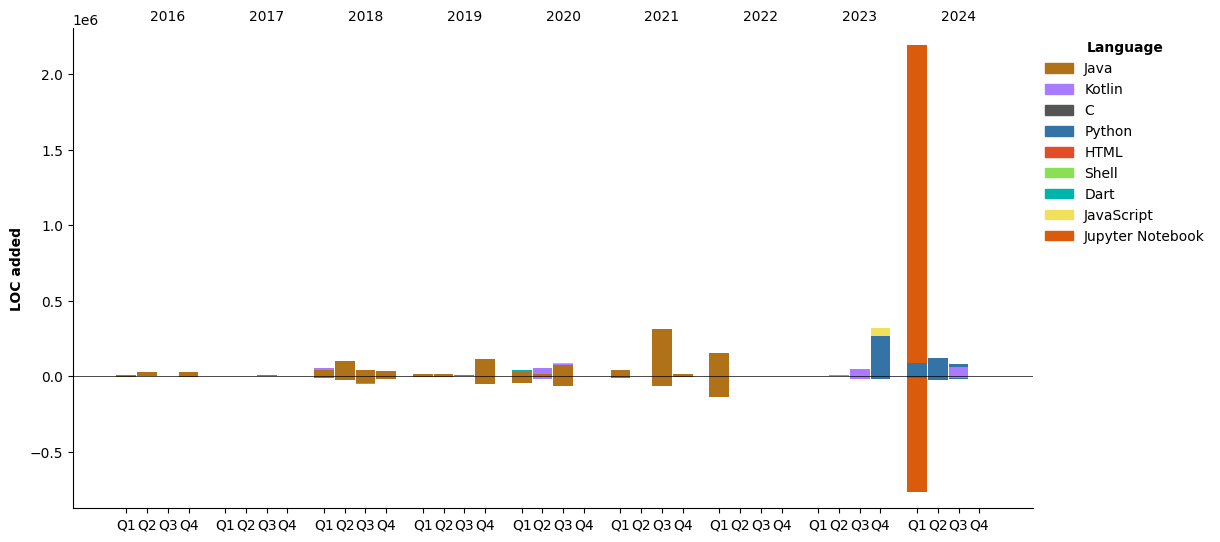 1e6
2016 2017 2018 2019 2020 2021 2022 2023 2024
2.0
1.5
1.0
0.5
0.0
−0.5
LOC added
Q1 Q2 Q3 Q4 Q1 Q2 Q3 Q4 Q1 Q2 Q3 Q4 Q1 Q2 Q3 Q4 Q1 Q2 Q3 Q4 Q1 Q2 Q3 Q4 Q1 Q2 Q3 Q4 Q1 Q2 Q3 Q4 Q1 Q2 Q3 Q4
Language
Java
Kotlin
C
Python
HTML
Shell
Dart
JavaScript
Jupyter Notebook